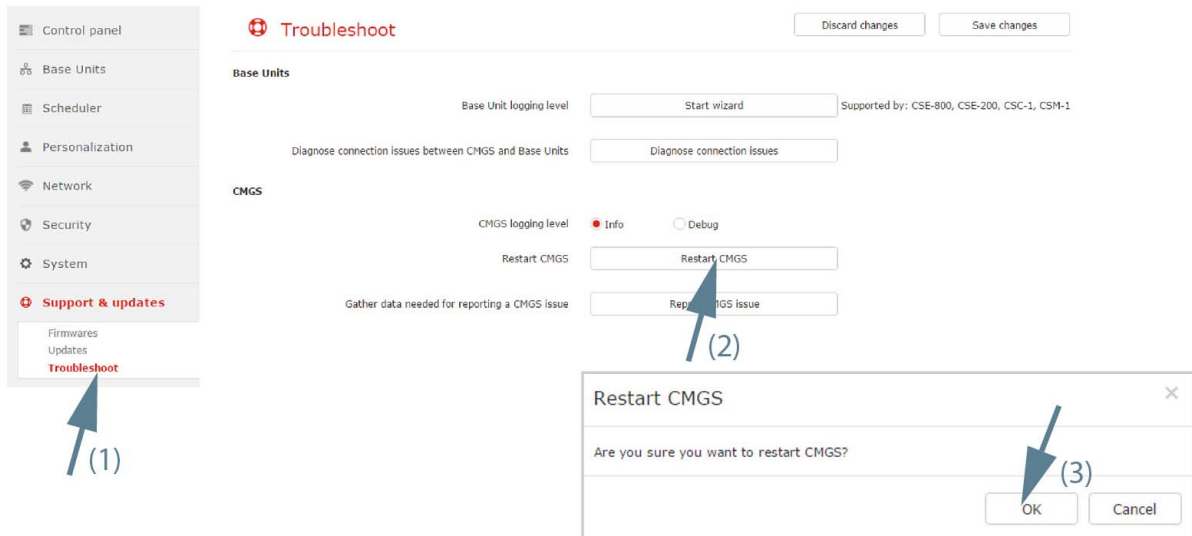 Control panel
Base Units
Scheduler
Personalization
Network
Security
System
Support & updates
Firmwares
Updates
Troubleshoot
(1)
Troubleshoot
Discard changes
Save changes
Base Units
Base Unit logging level
Start wizard
Supported by: CSE-800, CSE-200, CSC-1, CSM-1
Diagnose connection issues between CMGS and Base Units
Diagnose connection issues
CMGS
CMGS logging level
Info
Debug
Restart CMGS
Restart CMGS
Gather data needed for reporting a CMGS issue
Report CMGS issue
(2)
Restart CMGS
Are you sure you want to restart CMGS?
(3)
OK
Cancel